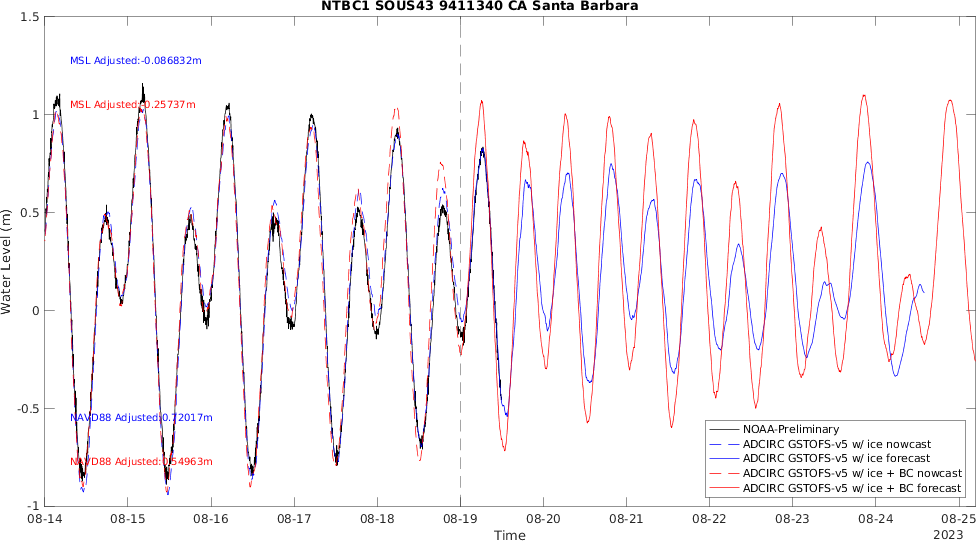 NTBC1 SOUS43 9411340 CA Santa Barbara
1.5
MSL Adjusted:-0.086832m
MSL Adjusted:-0.25737m
1
0.5
Water Level (m)
0
-0.5
NAVD88 Adjusted:0.72017m
NAVD88 Adjusted:0.54963m
-1
NOAA-Preliminary
ADCIRC GSTOFS-v5 w/ ice nowcast
ADCIRC GSTOFS-v5 w/ ice forecast
ADCIRC GSTOFS-v5 w/ ice + BC nowcast
ADCIRC GSTOFS-v5 w/ ice + BC forecast
08-14 08-15 08-16 08-17 08-18 08-19 08-20 08-21 08-22 08-23 08-24 08-25
Time
2023